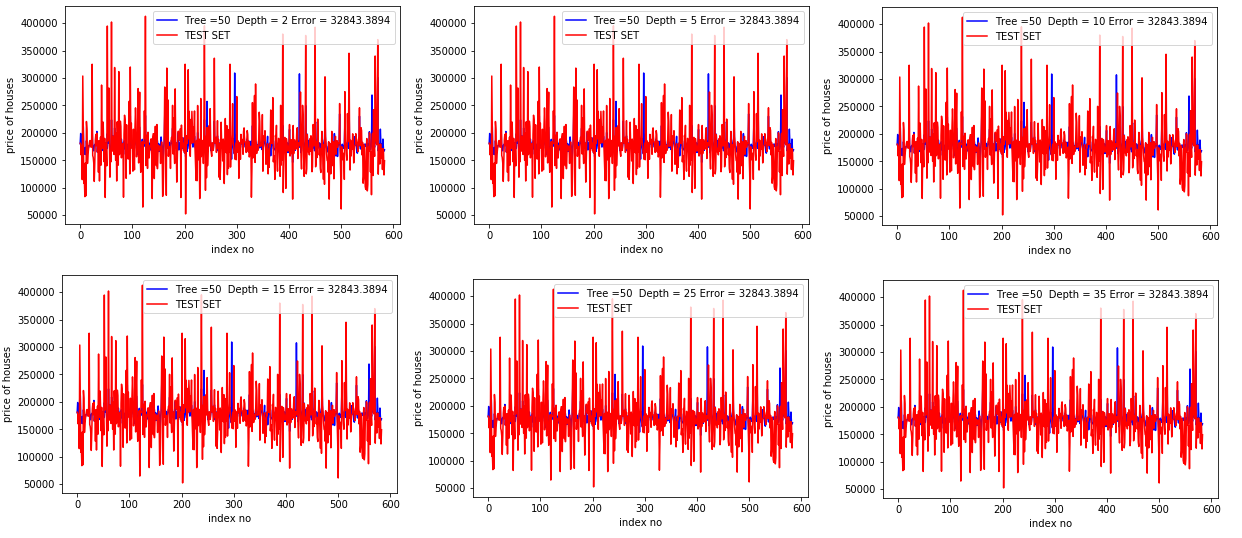 Tree =50 Depth = 2 Error = 32843.3894
TEST SET
400000
350000
300000
250000
200000
150000
100000
50000
price of houses
0 100 200 300 400 500 600
index no
Tree =50 Depth = 5 Error = 32843.3894
TEST SET
400000
350000
300000
250000
200000
150000
100000
50000
price of houses
0 100 200 300 400 500 600
index no
Tree =50 Depth = 10 Error = 32843.3894
TEST SET
400000
350000
300000
250000
200000
150000
100000
50000
price of houses
0 100 200 300 400 500 600
index no
Tree =50 Depth = 15 Error = 32843.3894
TEST SET
400000
350000
300000
250000
200000
150000
100000
50000
price of houses
0 100 200 300 400 500 600
index no
Tree =50 Depth = 25 Error = 32843.3894
TEST SET
400000
350000
300000
250000
200000
150000
100000
50000
price of houses
0 100 200 300 400 500 600
index no
Tree =50 Depth = 35 Error = 32843.3894
TEST SET
400000
350000
300000
250000
200000
150000
100000
50000
price of houses
0 100 200 300 400 500 600
index no